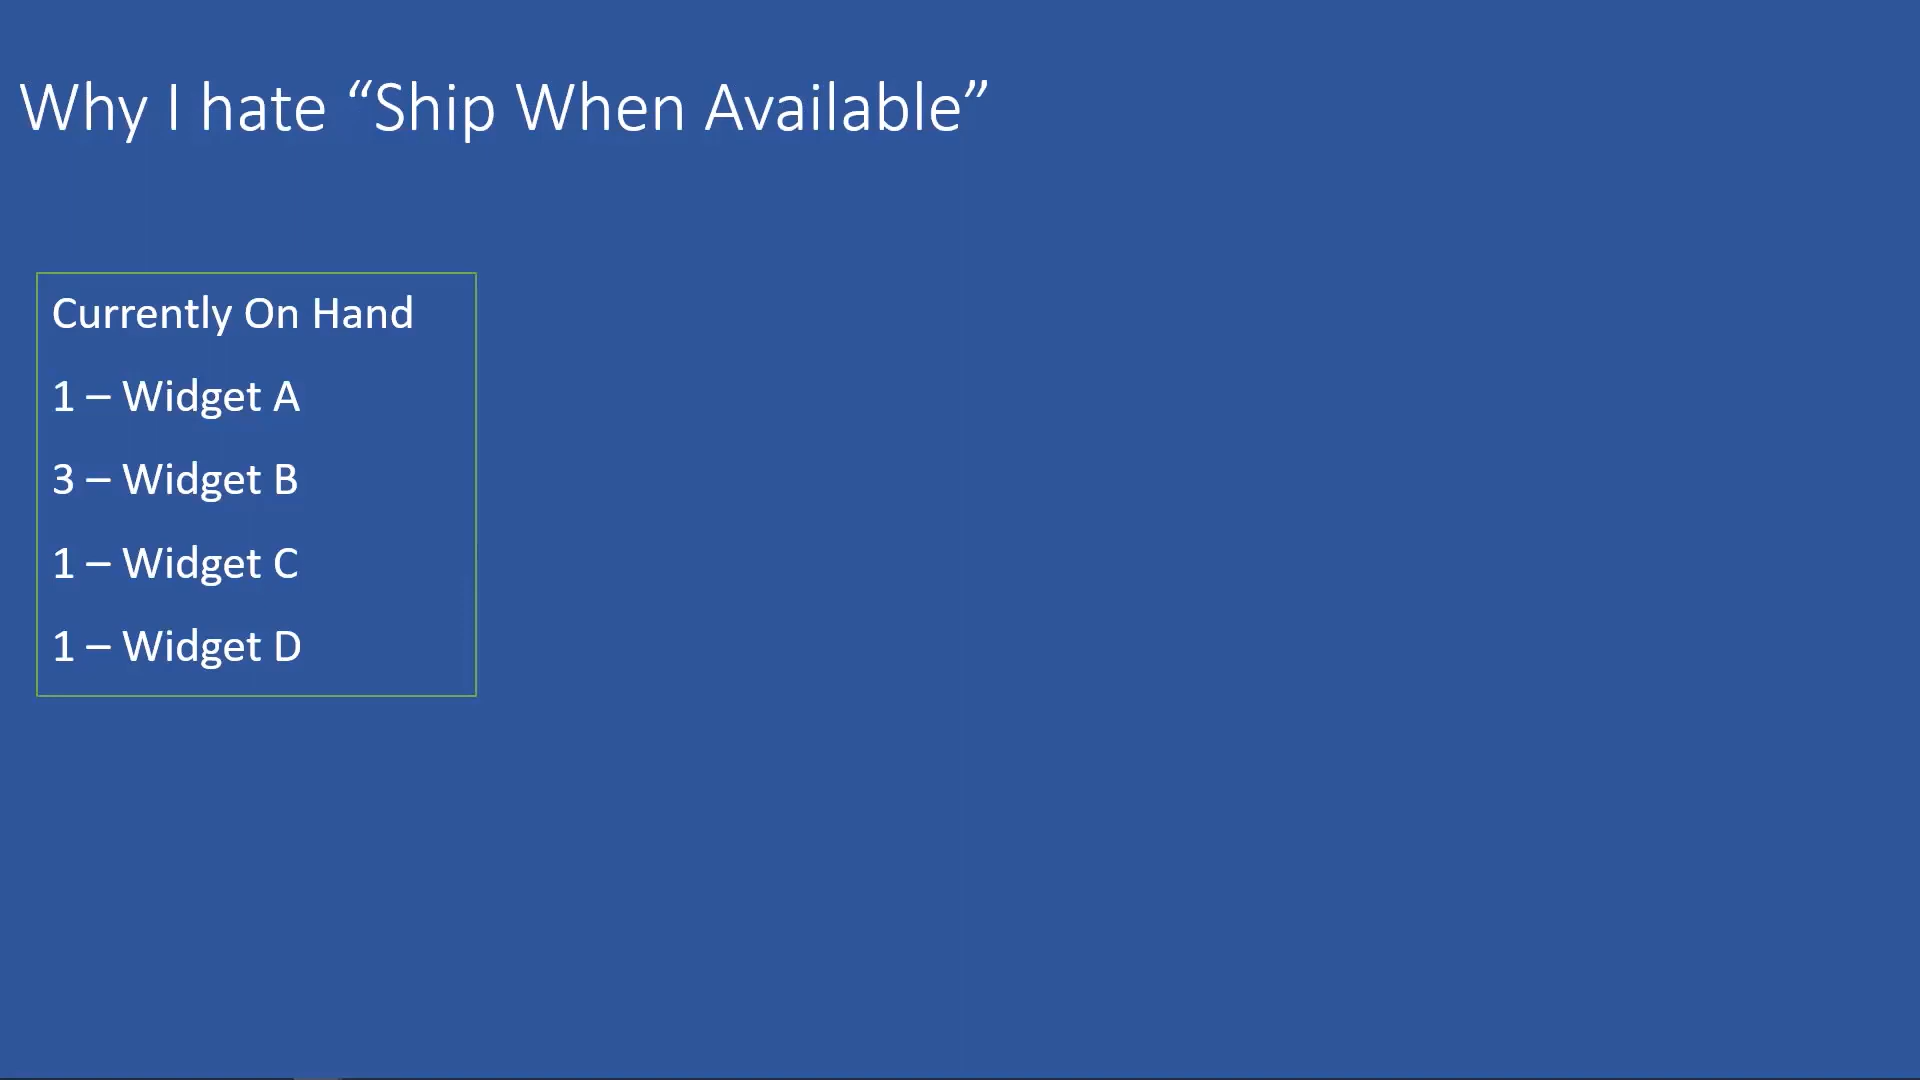 Why I hate “Ship When Available”
Currently On Hand
1 – Widget A
3 – Widget B
1 – Widget C
1 – Widget D